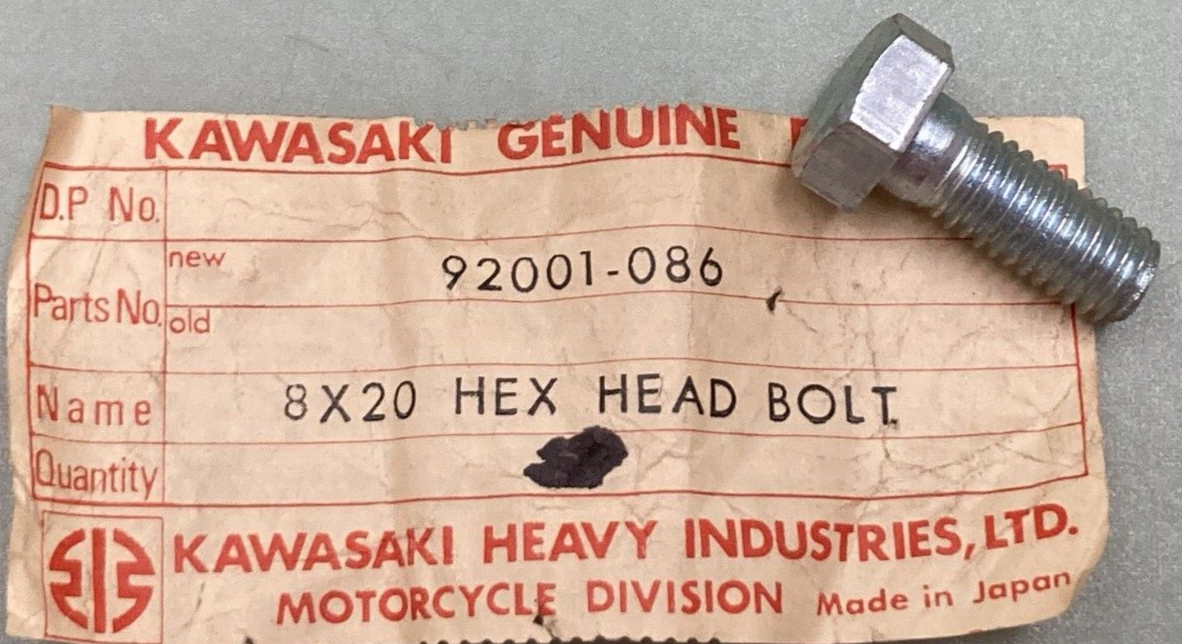 KAWASAKI GENUINE
D.P No.
new 92001-086
Parts No.
old
Name 8X20 HEX HEAD BOLT.
Quantity
KAWASAKI HEAVY INDUSTRIES, LTD.
MOTORCYCLE DIVISION Made in Japan